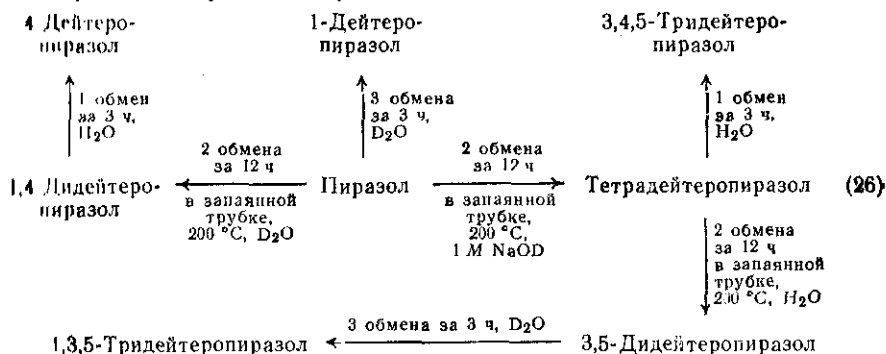 4 Дейтеро-
пиразол
1-Дейтеро-
пиразол
3,4,5-Тридейтеро-
пиразол
1 обмен
за 3 ч,
H₂O
3 обмена
за 3 ч,
D₂O
1 обмен
за 3 ч,
H₂O
2 обмена
за 12 ч
2 обмена
за 12 ч
1,4 Дидейтеро-
пиразол
Пиразол
Тетрадейтеропиразол
(26)
в запаянной
трубке,
200 °C, D₂O
в запаянной
трубке,
200 °C,
1 M NaOD
2 обмена
за 12 ч
в запаянной
трубке,
200 °C, H₂O
1,3,5-Тридейтеропиразол
3 обмена за 3 ч, D₂O
3,5-Дидейтеропиразол